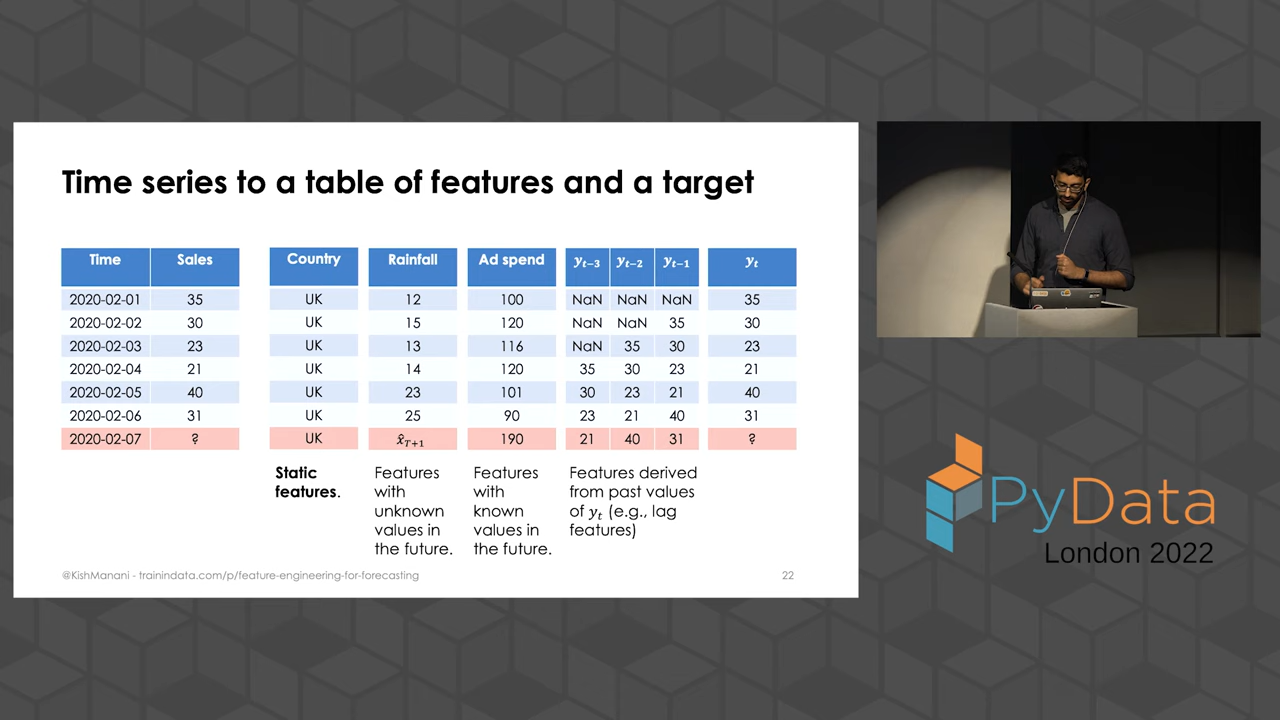 Time series to a table of features and a target
Time Sales Country Rainfall Ad spend yₜ₋₃ yₜ₋₂ yₜ₋₁ yₜ
2020-02-01 35 UK 12 100 NaN NaN NaN 35
2020-02-02 30 UK 15 120 NaN NaN 35 30
2020-02-03 23 UK 13 116 NaN 35 30 23
2020-02-04 21 UK 14 120 35 30 23 21
2020-02-05 40 UK 23 101 30 23 21 40
2020-02-06 31 UK 25 90 23 21 40 31
2020-02-07 ? UK x̂_{T+1} 190 21 40 31 ?
Static
features.
Features
with
unknown
values in
the future.
Features
with
known
values in
the future.
Features derived
from past values
of yₜ (e.g., lag
features)
@KishManani - trainindata.com/p/feature-engineering-for-forecasting
22
PyData
London 2022